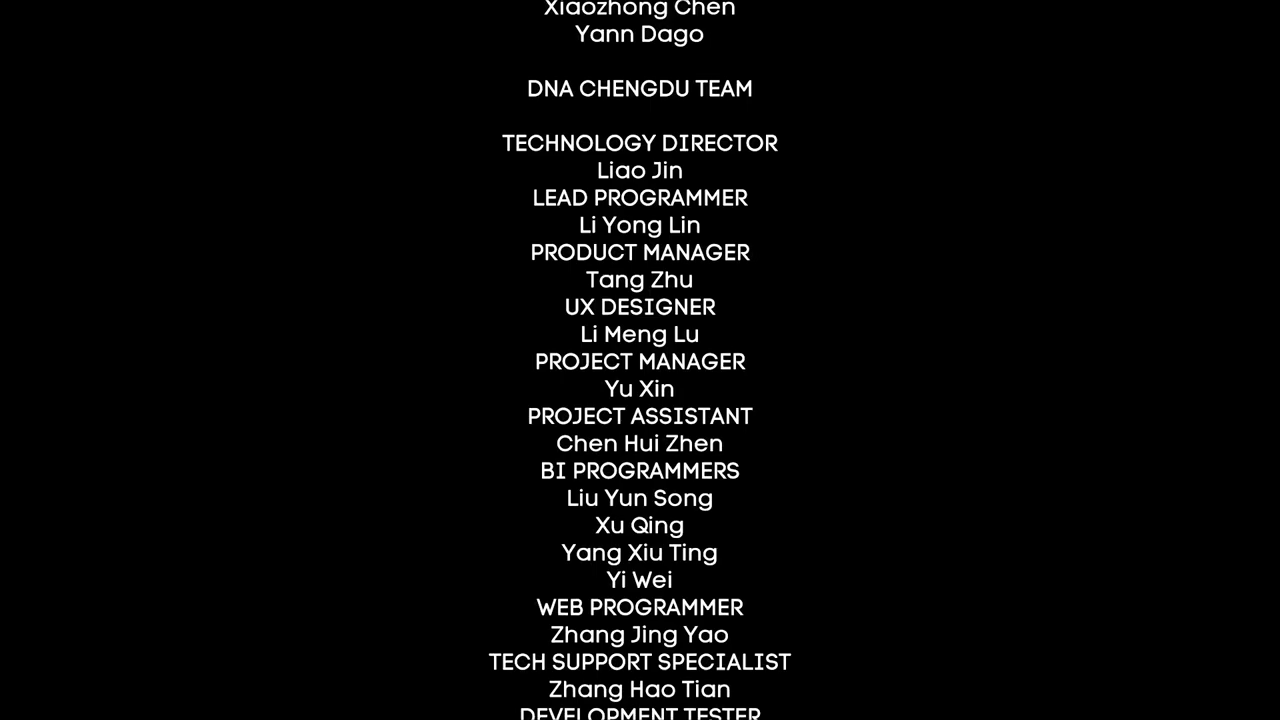 Xiaozhong Chen
Yann Dago
DNA CHENGDU TEAM
TECHNOLOGY DIRECTOR
Liao Jin
LEAD PROGRAMMER
Li Yong Lin
PRODUCT MANAGER
Tang Zhu
UX DESIGNER
Li Meng Lu
PROJECT MANAGER
Yu Xin
PROJECT ASSISTANT
Chen Hui Zhen
BI PROGRAMMERS
Liu Yun Song
Xu Qing
Yang Xiu Ting
Yi Wei
WEB PROGRAMMER
Zhang Jing Yao
TECH SUPPORT SPECIALIST
Zhang Hao Tian
DEVELOPMENT TESTER